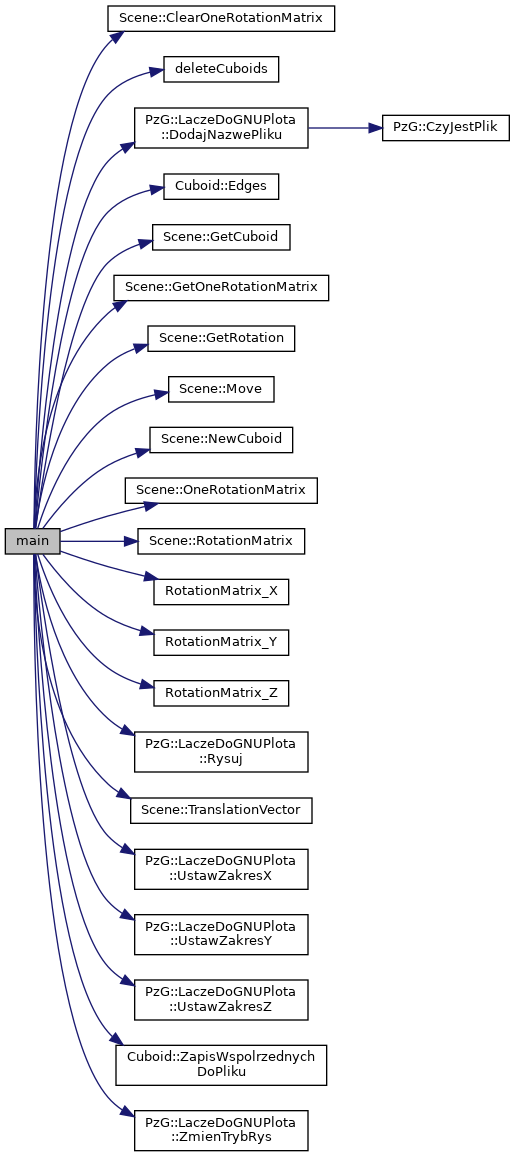 Scene::ClearOneRotationMatrix
deleteCuboids
PzG::LaczeDoGNUPlota
::DodajNazwePliku
PzG::CzyJestPlik
Cuboid::Edges
Scene::GetCuboid
Scene::GetOneRotationMatrix
Scene::GetRotation
Scene::Move
Scene::NewCuboid
Scene::OneRotationMatrix
main
Scene::RotationMatrix
RotationMatrix_X
RotationMatrix_Y
RotationMatrix_Z
PzG::LaczeDoGNUPlota
::Rysuj
Scene::TranslationVector
PzG::LaczeDoGNUPlota
::UstawZakresX
PzG::LaczeDoGNUPlota
::UstawZakresY
PzG::LaczeDoGNUPlota
::UstawZakresZ
Cuboid::ZapisWspolrzednych
DoPliku
PzG::LaczeDoGNUPlota
::ZmienTrybRys